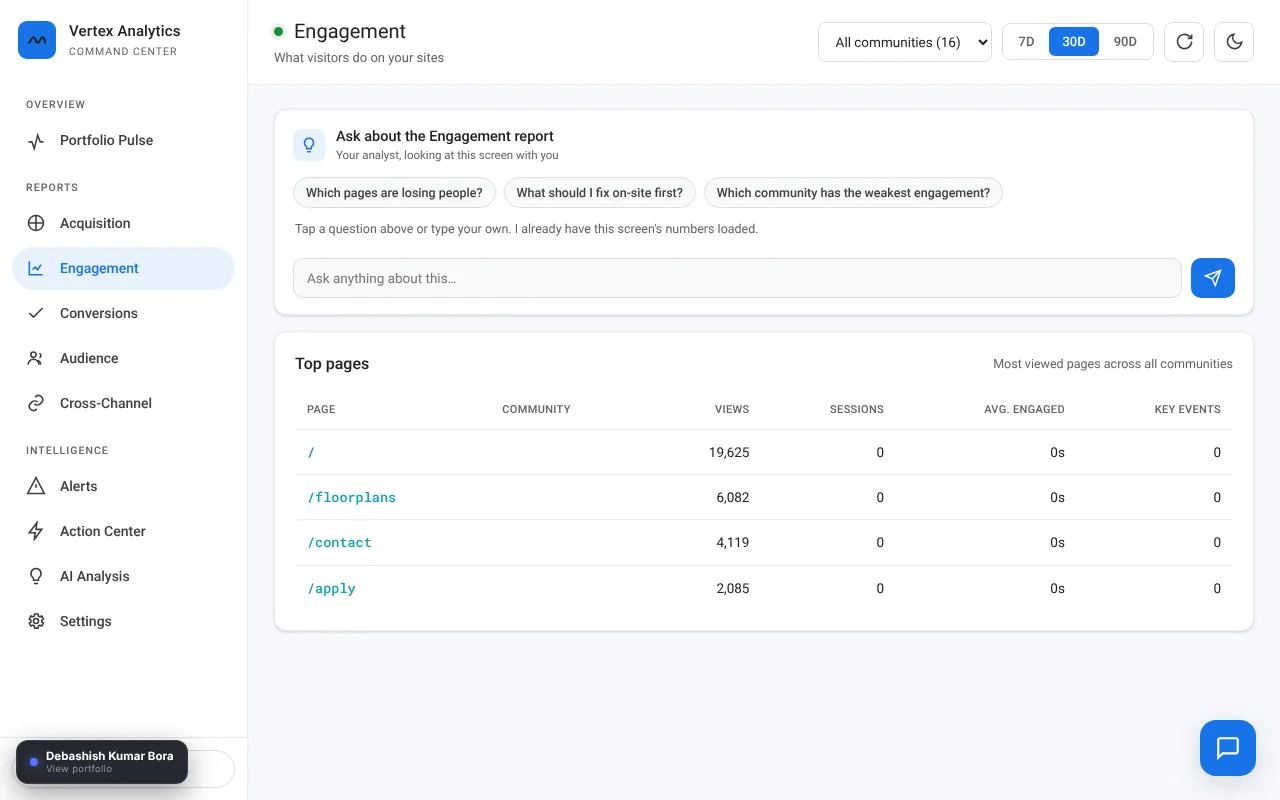 Vertex Analytics
COMMAND CENTER
OVERVIEW
Portfolio Pulse
REPORTS
Acquisition
Engagement
Conversions
Audience
Cross-Channel
INTELLIGENCE
Alerts
Action Center
AI Analysis
Settings
Debashish Kumar Bora
View portfolio
Engagement
What visitors do on your sites
All communities (16)
7D 30D 90D
Ask about the Engagement report
Your analyst, looking at this screen with you
Which pages are losing people? What should I fix on-site first? Which community has the weakest engagement?
Tap a question above or type your own. I already have this screen's numbers loaded.
Ask anything about this…
Top pages Most viewed pages across all communities
PAGE COMMUNITY VIEWS SESSIONS AVG. ENGAGED KEY EVENTS
/ 19,625 0 0s 0
/floorplans 6,082 0 0s 0
/contact 4,119 0 0s 0
/apply 2,085 0 0s 0